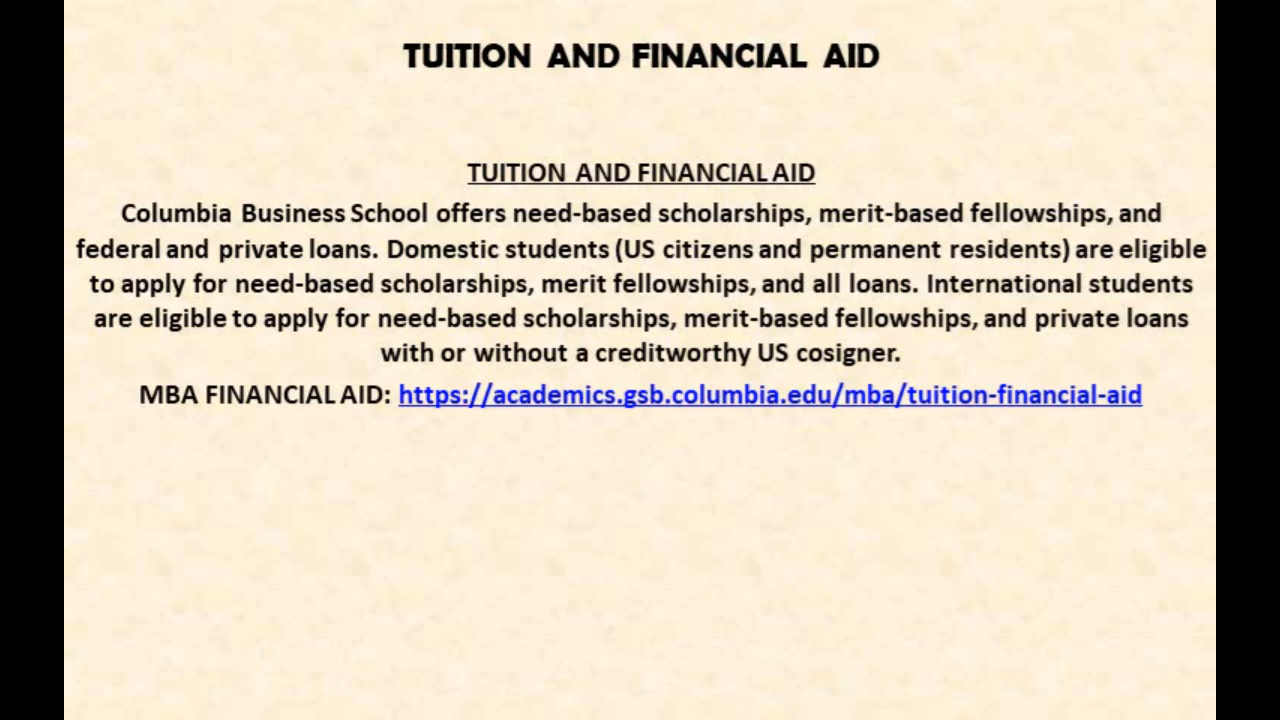 TUITION AND FINANCIAL AID
TUITION AND FINANCIAL AID
Columbia Business School offers need-based scholarships, merit-based fellowships, and
federal and private loans. Domestic students (US citizens and permanent residents) are eligible
to apply for need-based scholarships, merit fellowships, and all loans. International students
are eligible to apply for need-based scholarships, merit-based fellowships, and private loans
with or without a creditworthy US cosigner.
MBA FINANCIAL AID: https://academics.gsb.columbia.edu/mba/tuition-financial-aid